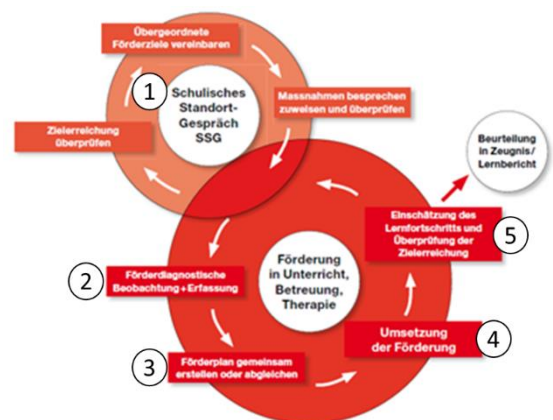 Übergeordnete
Förderziele vereinbaren
1
Schulisches
Standort-
Gespräch
SSG
Massnahmen besprechen
zuweisen und überprüfen
Zielerreichung
überprüfen
Beurteilung
in Zeugnis/
Lernbericht
Einschätzung des
Lernfortschritts und
Überprüfung der
Zielerreichung
5
2
Förderdiagnostische
Beobachtung + Erfassung
Förderung
in Unterricht,
Betreuung,
Therapie
Umsetzung
der Förderung
4
3
Förderplan gemeinsam
erstellen oder abgleichen